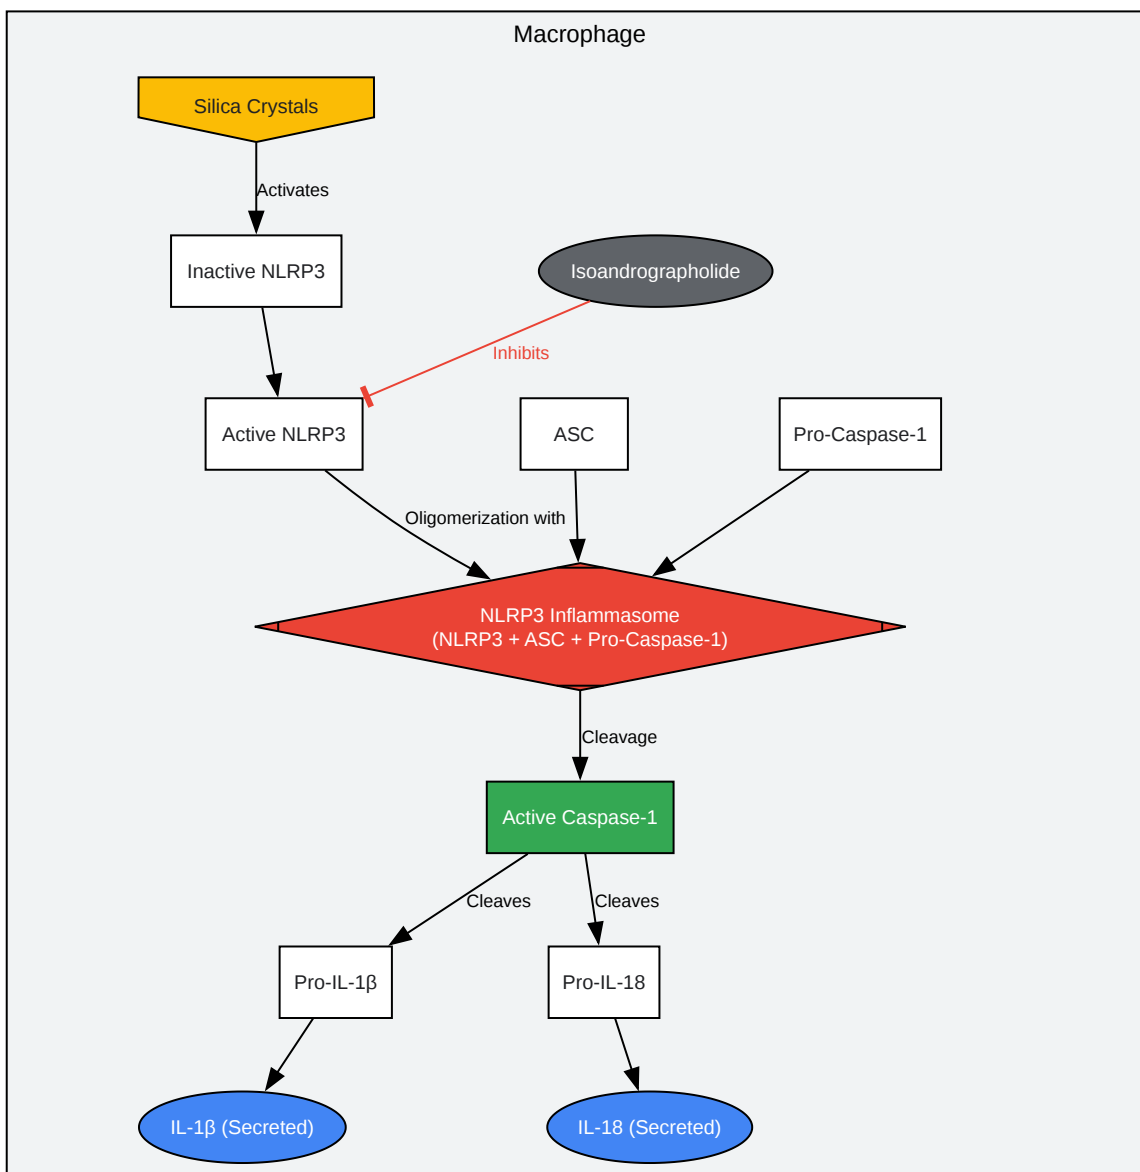 Macrophage
Silica Crystals
Activates
Inactive NLRP3
Isoandrographolide
Inhibits
Active NLRP3
ASC
Pro-Caspase-1
Oligomerization with
NLRP3 Inflammasome
(NLRP3 + ASC + Pro-Caspase-1)
Cleavage
Active Caspase-1
Cleaves
Cleaves
Pro-IL-1β
Pro-IL-18
IL-1β (Secreted)
IL-18 (Secreted)